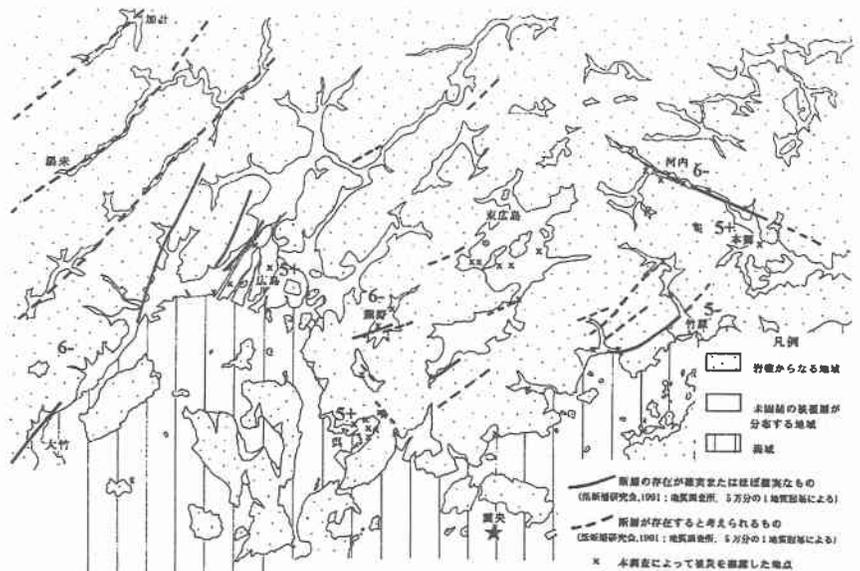 加計
湯来
河内
6-
東広島
5+
本郷
5+
広島
6-
熊野
5-
竹原
6-
凡例
岩盤からなる地域
5+
呉
未固結の被覆層が
分布する地域
大竹
海域
断層の存在が確実またはほぼ確実なもの
(活断層研究会,1991;地質調査所, 5万分の1地質図幅による)
震央
断層が存在すると考えられるもの
(活断層研究会,1991;地質調査所, 5万分の1地質図幅による)
× 本調査によって被災を確認した地点